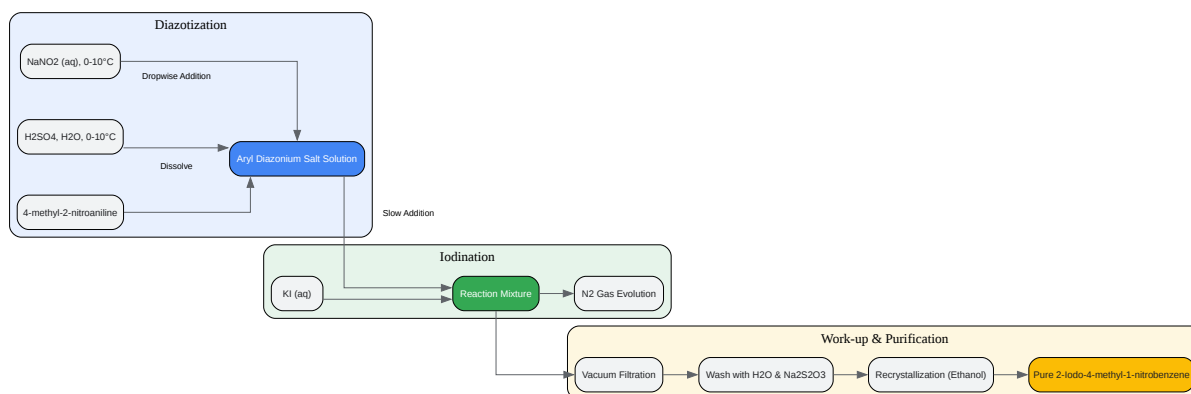 Diazotization
NaNO2 (aq), 0-10°C
Dropwise Addition
H2SO4, H2O, 0-10°C
Aryl Diazonium Salt Solution
Dissolve
4-methyl-2-nitroaniline
Slow Addition
Iodination
KI (aq)
Reaction Mixture
N2 Gas Evolution
Work-up & Purification
Vacuum Filtration
Wash with H2O & Na2S2O3
Recrystallization (Ethanol)
Pure 2-Iodo-4-methyl-1-nitrobenzene